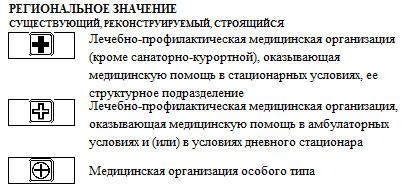 РЕГИОНАЛЬНОЕ ЗНАЧЕНИЕ
СУЩЕСТВУЮЩИЙ, РЕКОНСТРУИРУЕМЫЙ, СТРОЯЩИЙСЯ
Лечебно-профилактическая медицинская организация
(кроме санаторно-курортной), оказывающая
медицинскую помощь в стационарных условиях, ее
структурное подразделение
Лечебно-профилактическая медицинская организация,
оказывающая медицинскую помощь в амбулаторных
условиях и (или) в условиях дневного стационара
Медицинская организация особого типа